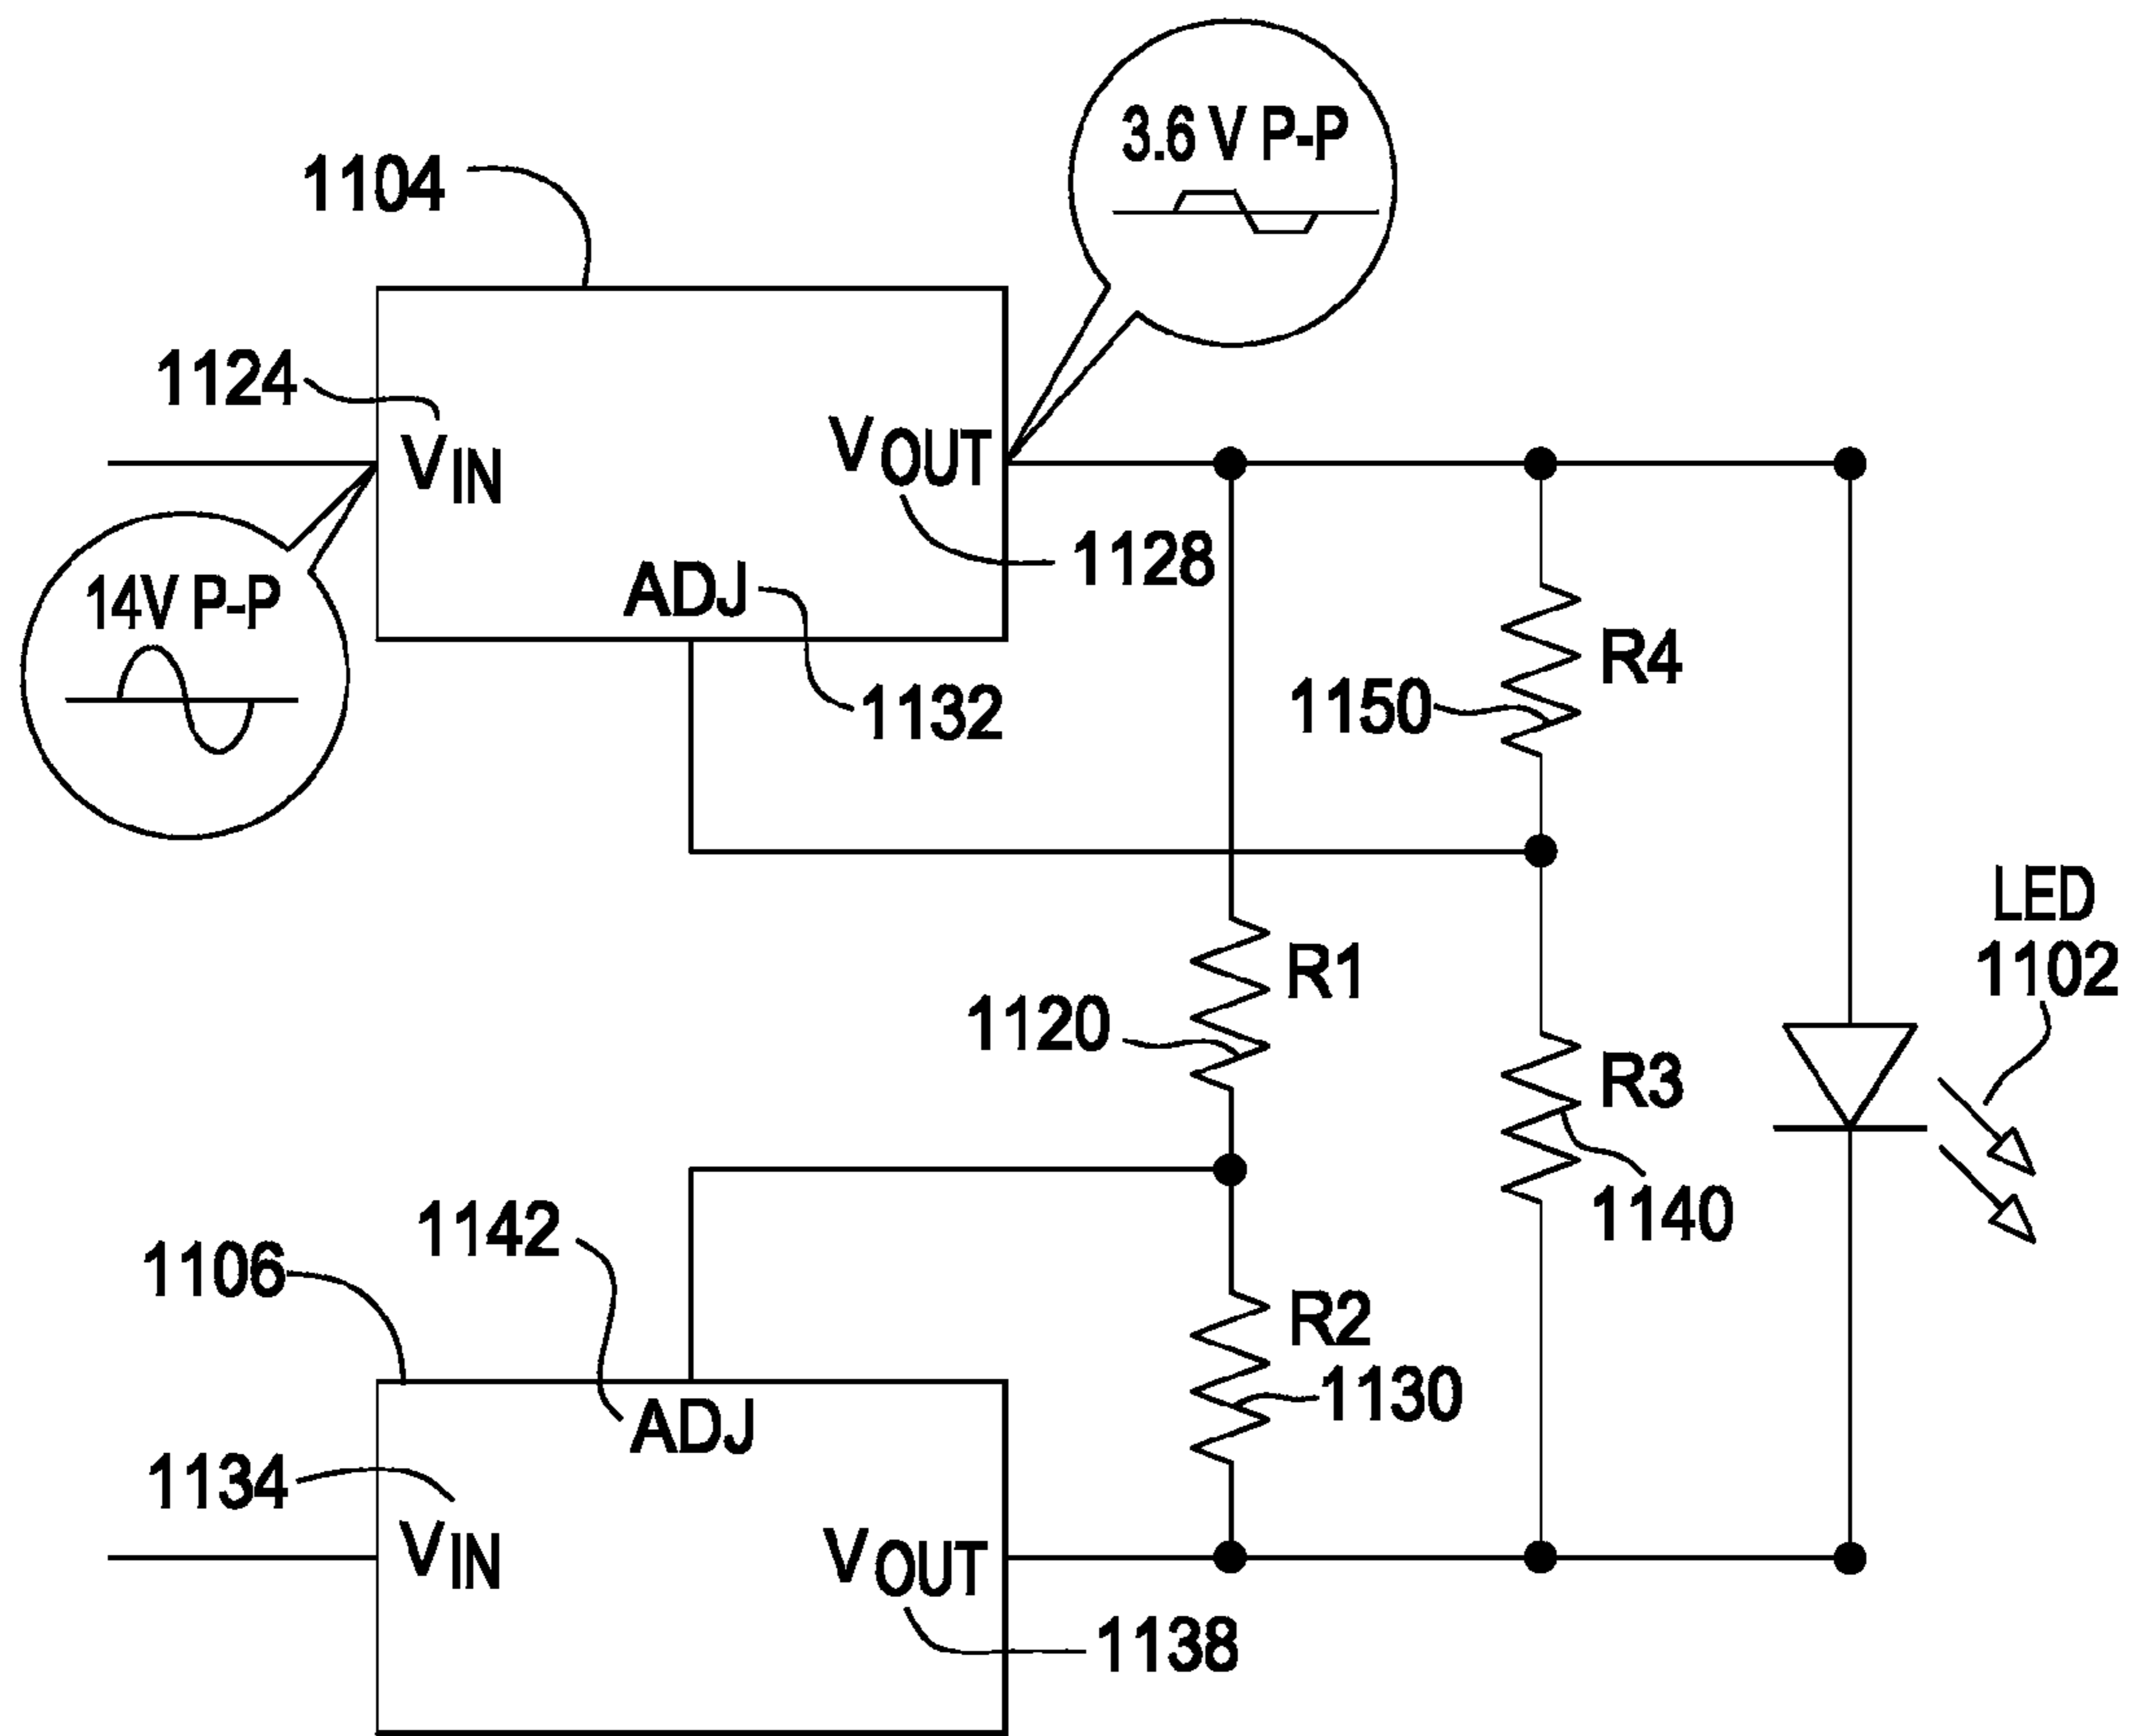 3.6 V P-P
1104
1124
VIN
VOUT
1128
14V P-P
ADJ
1132
R4
1150
LED
1102
R1
1120
R3
1140
1142
1106
R2
1130
ADJ
1134
VIN
VOUT
1138